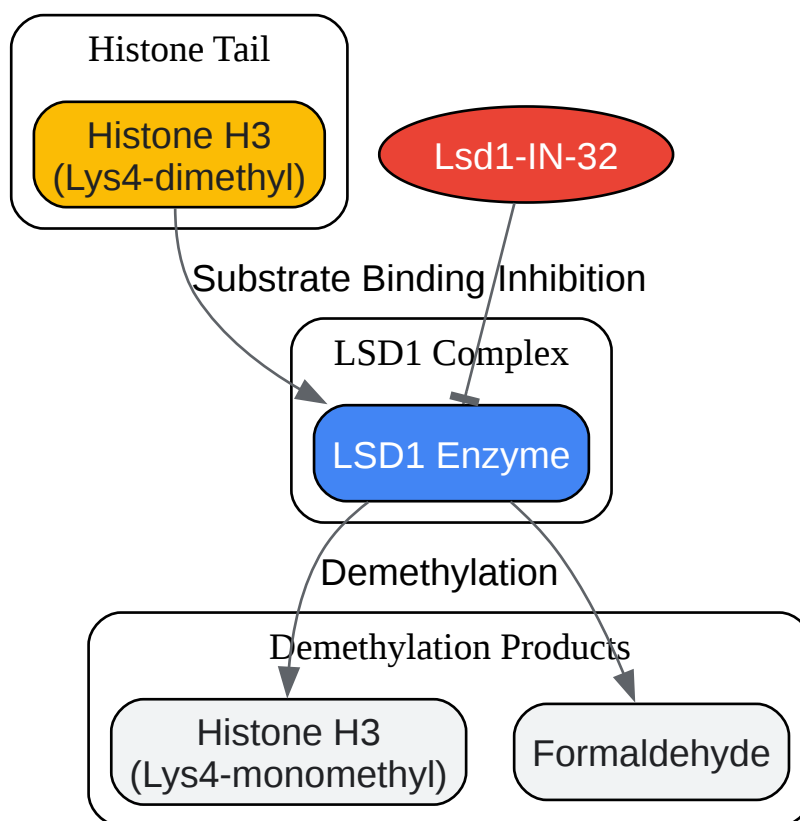 Histone Tail
Histone H3
(Lys4-dimethyl)
Lsd1-IN-32
Substrate Binding
Inhibition
LSD1 Complex
LSD1 Enzyme
Demethylation
Demethylation Products
Histone H3
(Lys4-monomethyl)
Formaldehyde